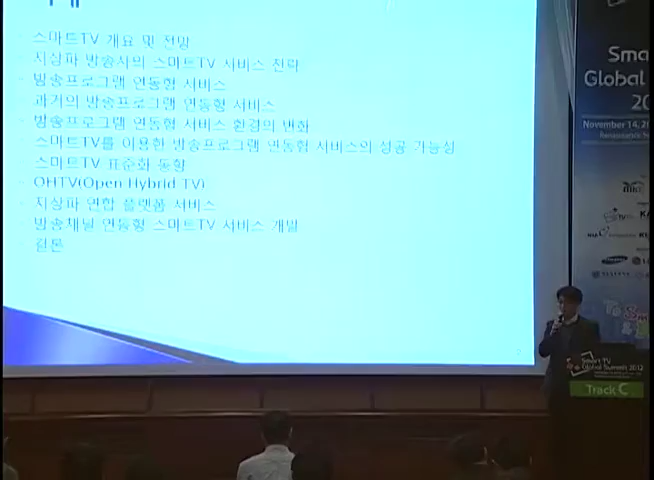 스마트TV 개요 및 전망
지상파 방송사의 스마트TV 서비스 전략
방송프로그램 연동형 서비스
과거의 방송프로그램 연동형 서비스
방송프로그램 연동형 서비스 환경의 변화
스마트TV를 이용한 방송프로그램 연동형 서비스의 성공 가능성
스마트TV 표준화 동향
OHTV(Open Hybrid TV)
지상파 연합 플랫폼 서비스
방송채널 연동형 스마트TV 서비스 개발
결론
Sma
Global
20
November 14, 2
Smart TV
Global Summit 2012
Track C